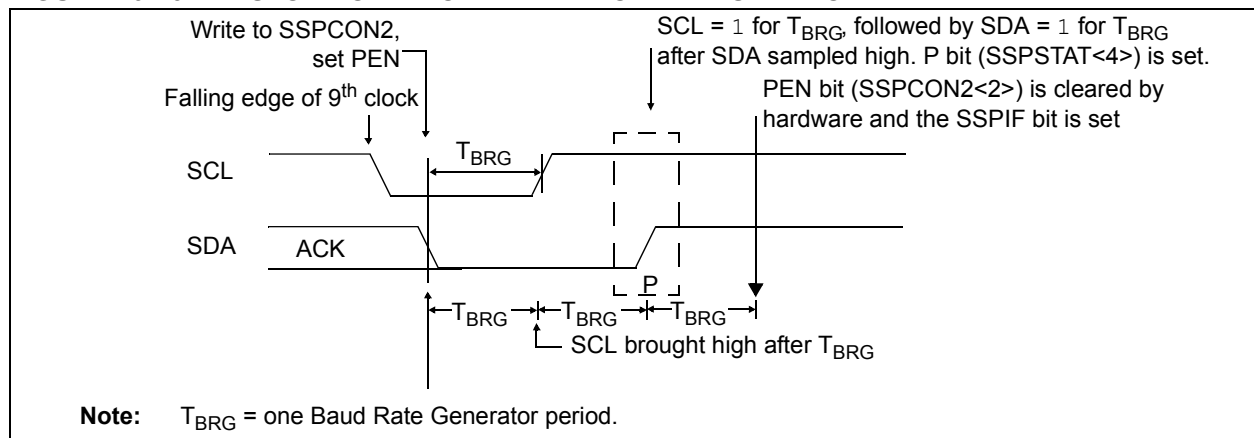 Write to SSPCON2,
set PEN
SCL = 1 for TBRG, followed by SDA = 1 for TBRG
after SDA sampled high. P bit (SSPSTAT<4>) is set.
PEN bit (SSPCON2<2>) is cleared by
hardware and the SSPIF bit is set
Falling edge of 9th clock
TBRG
SCL
SDA
ACK
P
TBRG
TBRG
TBRG
SCL brought high after TBRG
Note: TBRG = one Baud Rate Generator period.